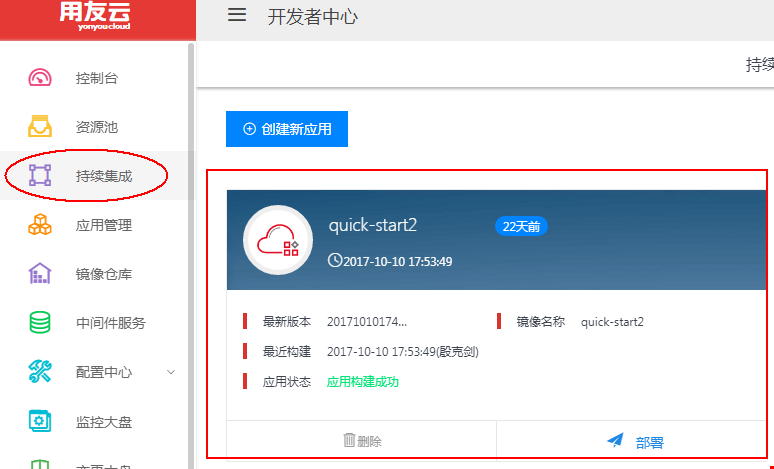 用友云
yonyoucloud
开发者中心
持续
控制台
资源池
持续集成
应用管理
镜像仓库
中间件服务
配置中心
监控大盘
创建新应用
quick-start2
22天前
2017-10-10 17:53:49
最新版本 20171010174... 镜像名称 quick-start2
最近构建 2017-10-10 17:53:49(殷克剑)
应用状态 应用构建成功
删除 部署